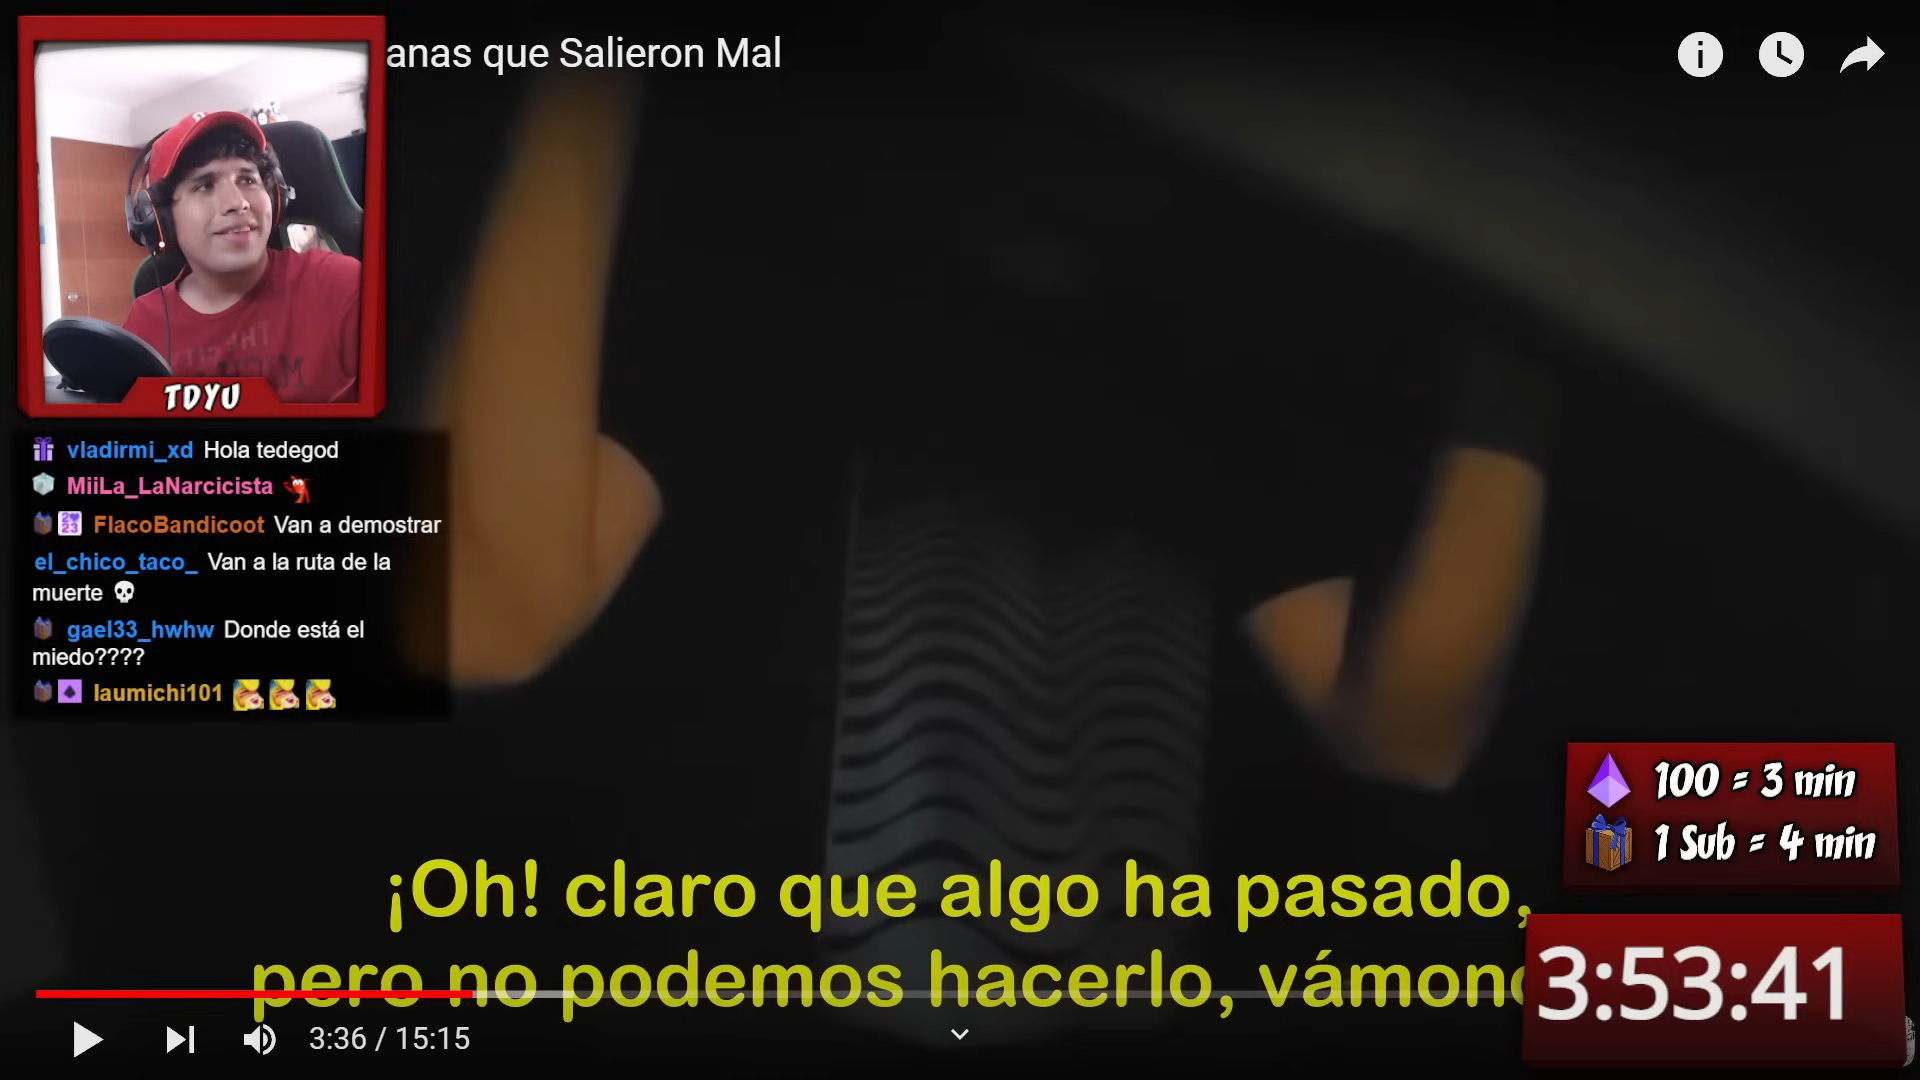 anas que Salieron Mal
TDYU
vladirmi_xd Hola tedegod
MiiLa_LaNarcicista
FlacoBandicoot Van a demostrar
el_chico_taco_ Van a la ruta de la
muerte 💀
gael33_hwhw Donde está el
miedo????
laumichi101
100 = 3 min
1 Sub = 4 min
¡Oh! claro que algo ha pasado,
pero no podemos hacerlo, vámono
3:53:41
3:36 / 15:15